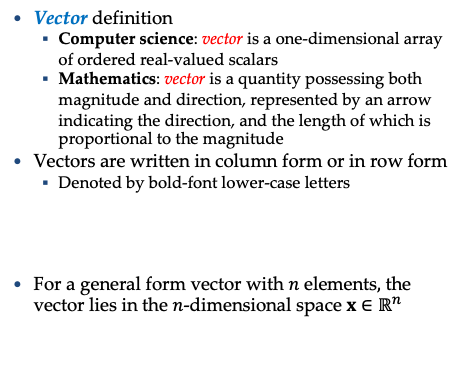 • Vector definition
▪ Computer science: vector is a one-dimensional array
of ordered real-valued scalars
▪ Mathematics: vector is a quantity possessing both
magnitude and direction, represented by an arrow
indicating the direction, and the length of which is
proportional to the magnitude
• Vectors are written in column form or in row form
▪ Denoted by bold-font lower-case letters
• For a general form vector with n elements, the
vector lies in the n-dimensional space x ∈ ℝⁿ